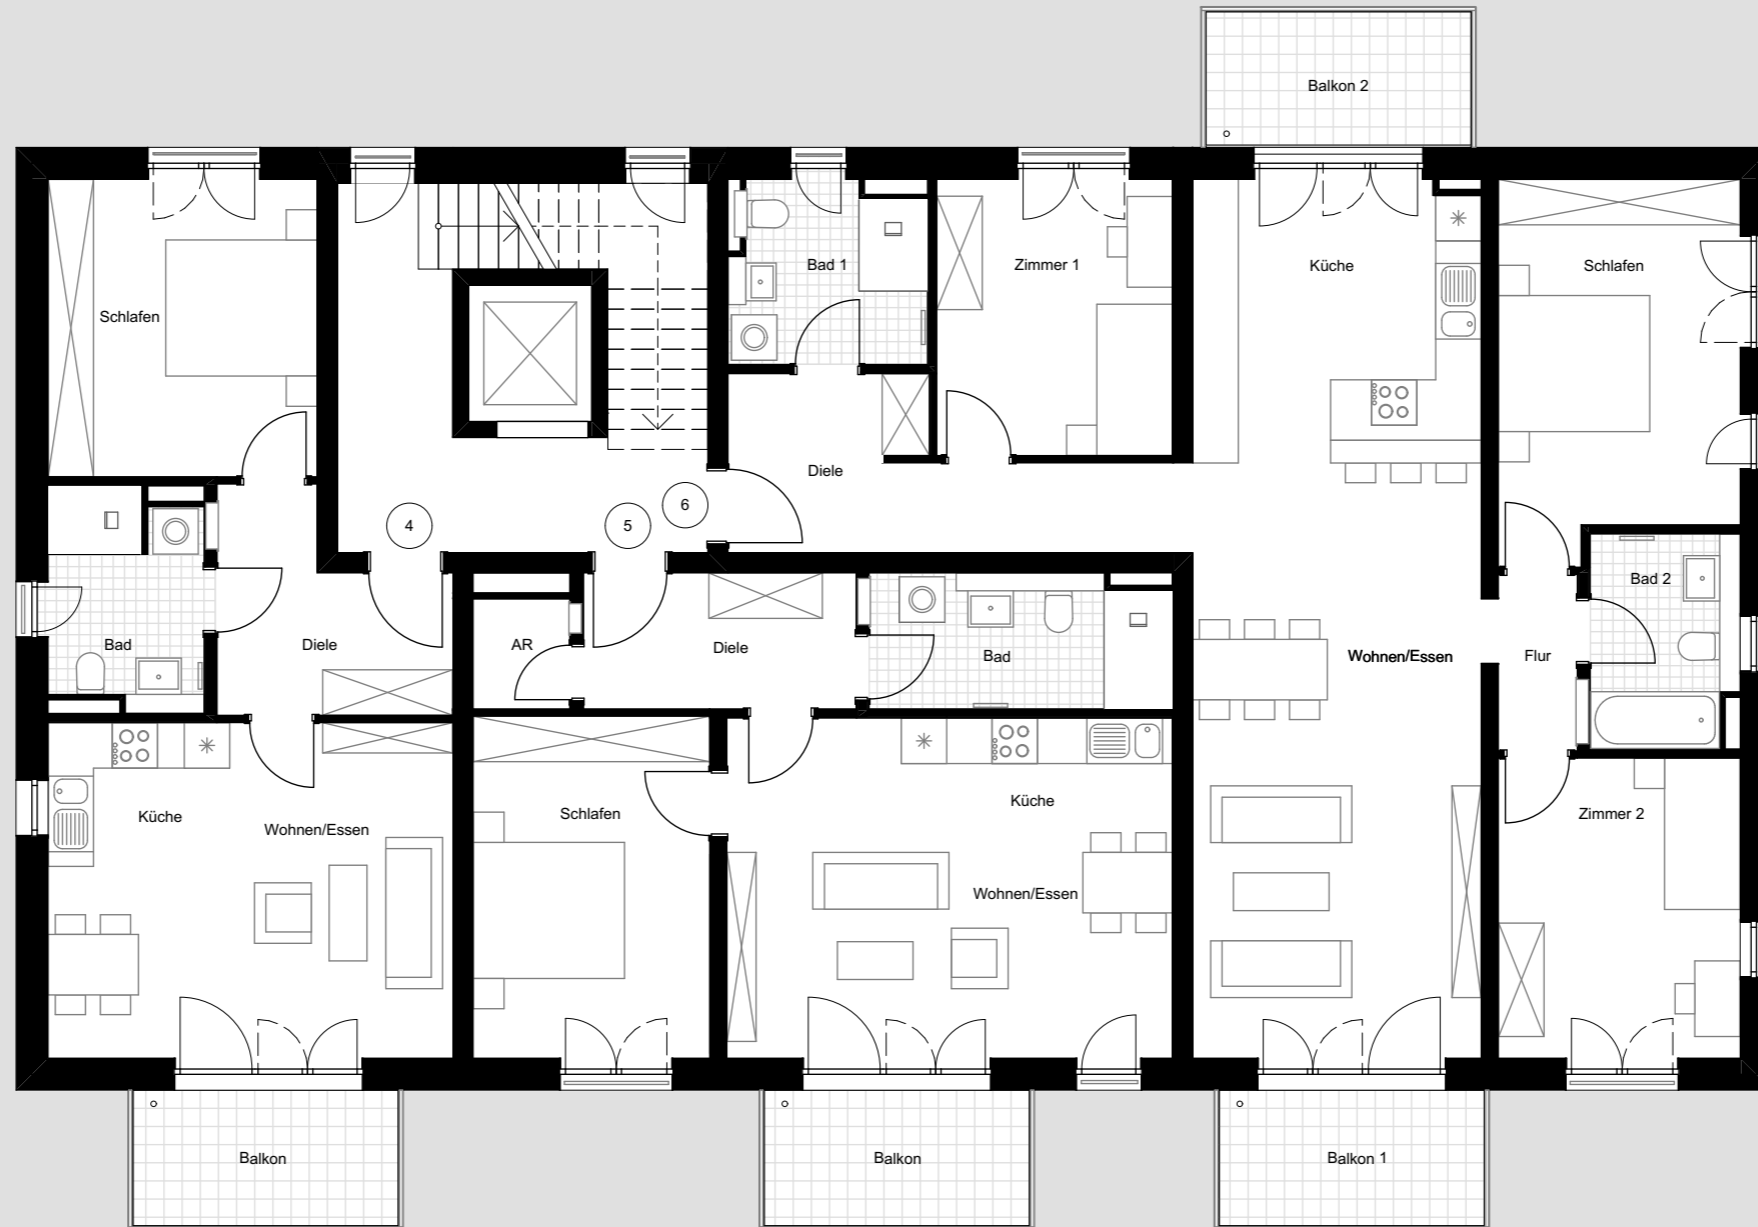 Balkon 2
Bad 1
Zimmer 1
Küche
Schlafen
Schlafen
Diele
6
4
5
Bad 2
Bad
Diele
AR
Diele
Bad
Wohnen/Essen
Flur
Küche
Wohnen/Essen
Schlafen
Küche
Zimmer 2
Wohnen/Essen
Balkon
Balkon
Balkon 1